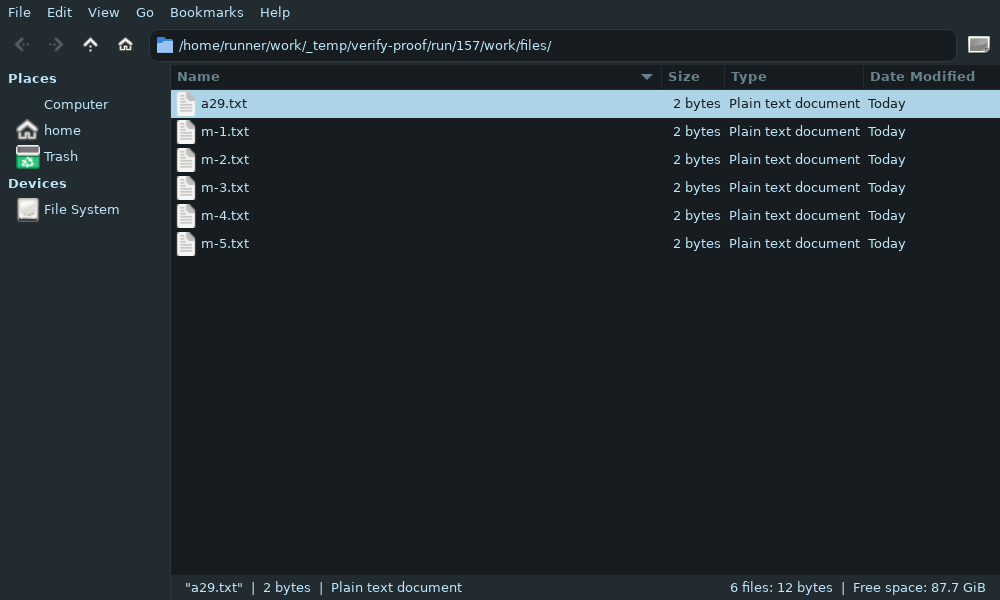 File Edit View Go Bookmarks Help
/home/runner/work/_temp/verify-proof/run/157/work/files/
Places
Computer
home
Trash
Devices
File System
Name Size Type Date Modified
a29.txt 2 bytes Plain text document Today
m-1.txt 2 bytes Plain text document Today
m-2.txt 2 bytes Plain text document Today
m-3.txt 2 bytes Plain text document Today
m-4.txt 2 bytes Plain text document Today
m-5.txt 2 bytes Plain text document Today
"a29.txt" | 2 bytes | Plain text document 6 files: 12 bytes | Free space: 87.7 GiB